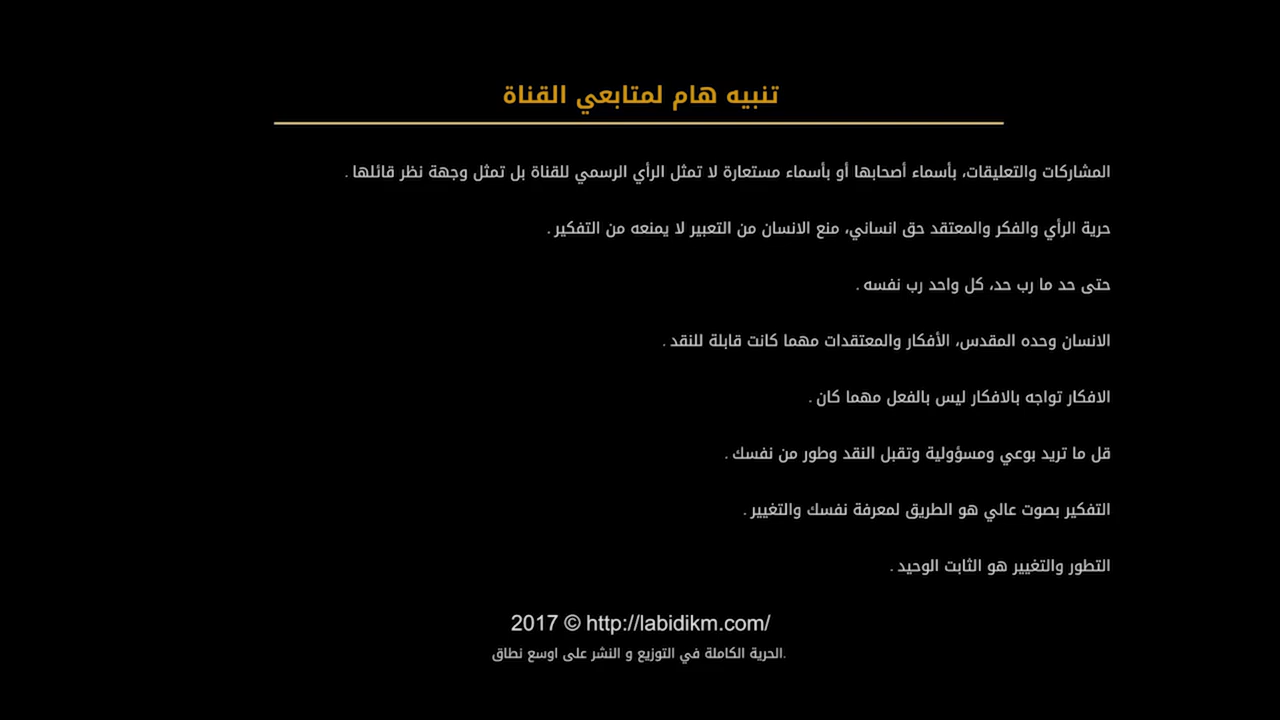 تنبيه هام لمتابعي القناة
المشاركات والتعليقات، بأسماء أصحابها أو بأسماء مستعارة لا تمثل الرأي الرسمي للقناة بل تمثل وجهة نظر قائلها .
حرية الرأي والفكر والمعتقد حق انساني، منع الانسان من التعبير لا يمنعه من التفكير .
حتى حد ما رب حد، كل واحد رب نفسه .
الانسان وحده المقدس، الأفكار والمعتقدات مهما كانت قابلة للنقد .
الافكار تواجه بالافكار ليس بالفعل مهما كان .
قل ما تريد بوعي ومسؤولية وتقبل النقد وطور من نفسك .
التفكير بصوت عالي هو الطريق لمعرفة نفسك والتغيير .
التطور والتغيير هو الثابت الوحيد .
2017 © http://labidikm.com/
.الحرية الكاملة في التوزيع و النشر على اوسع نطاق